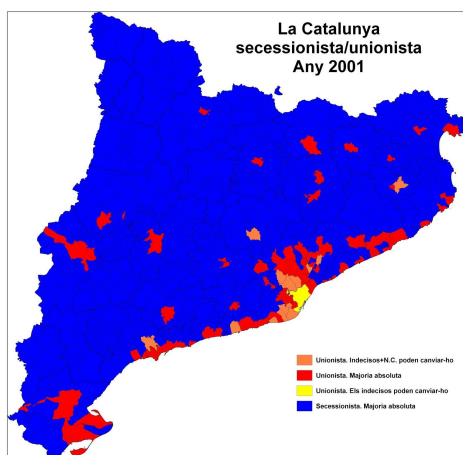 La Catalunya
secessionista/unionista
Any 2001
Unionista. Indecisos+N.C. poden canviar-ho
Unionista. Majoria absoluta
Unionista. Els indecisos poden canviar-ho
Secessionista. Majoria absoluta